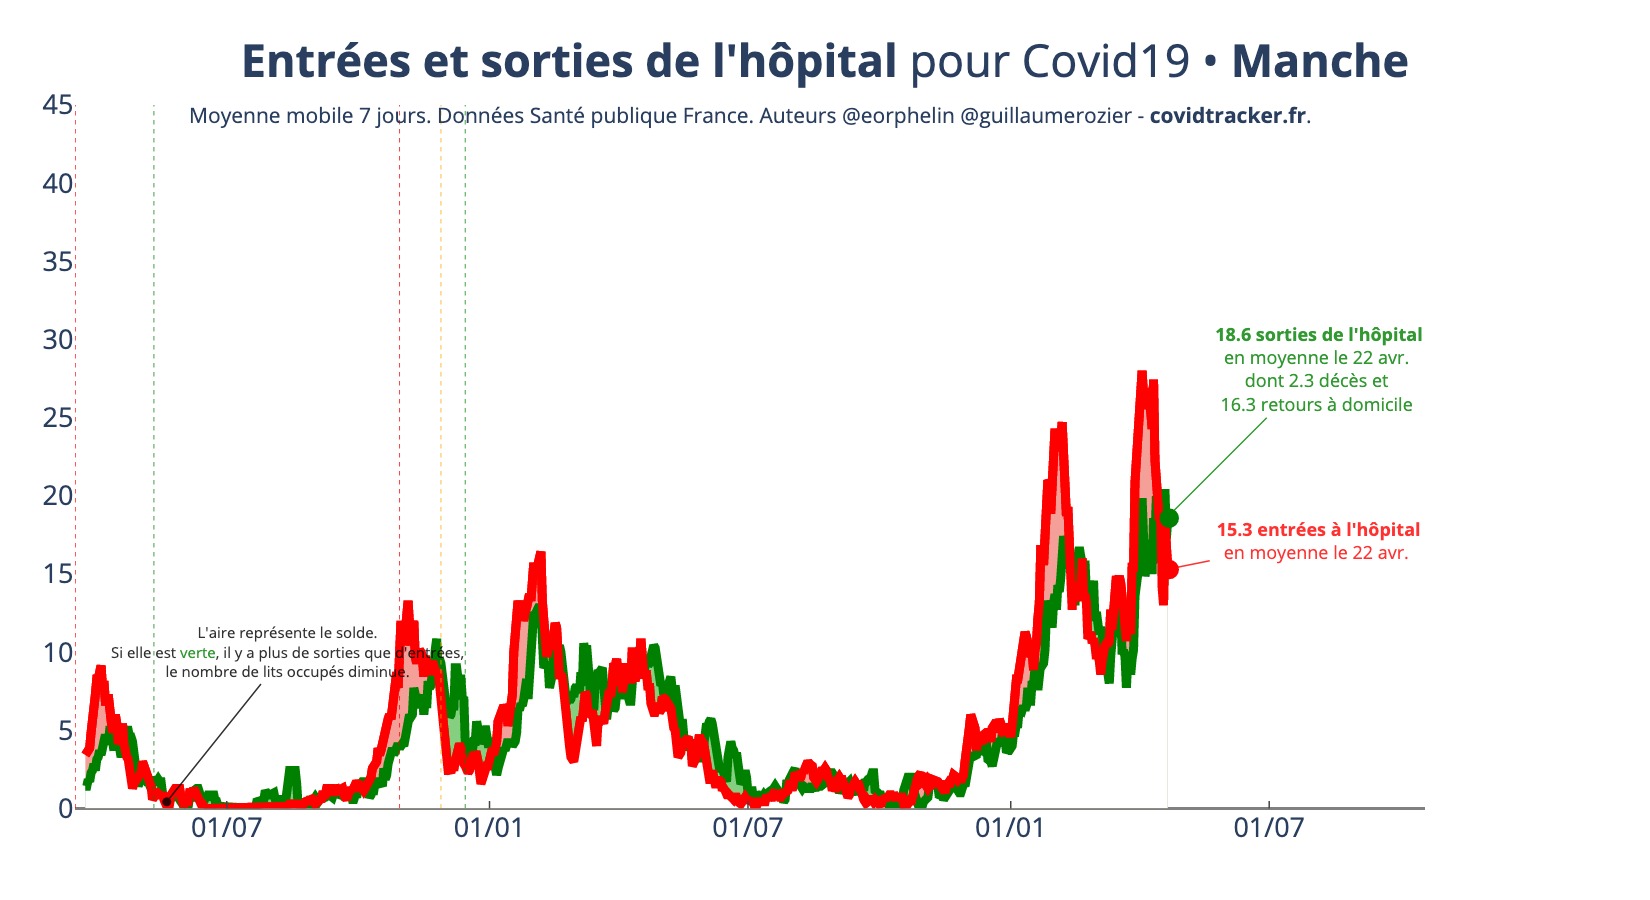 Entrées et sorties de l'hôpital pour Covid19 • Manche
Moyenne mobile 7 jours. Données Santé publique France. Auteurs @eorphelin @guillaumerozier - covidtracker.fr.
45
40
35
30
25
20
15
10
5
0
18.6 sorties de l'hôpital
en moyenne le 22 avr.
dont 2.3 décès et
16.3 retours à domicile
15.3 entrées à l'hôpital
en moyenne le 22 avr.
L'aire représente le solde.
Si elle est verte, il y a plus de sorties que d'entrées,
le nombre de lits occupés diminue.
01/07
01/01
01/07
01/01
01/07